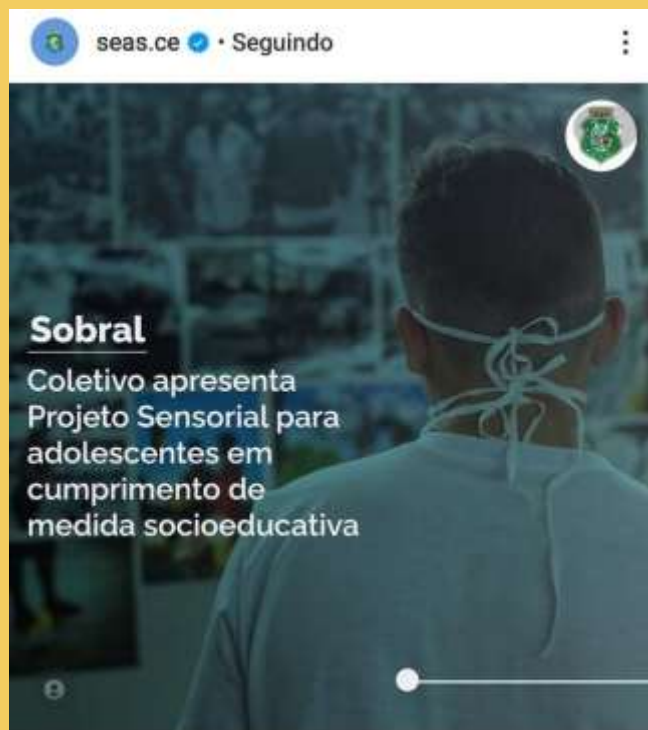 seas.ce • Seguindo
Sobral
Coletivo apresenta
Projeto Sensorial para
adolescentes em
cumprimento de
medida socioeducativa